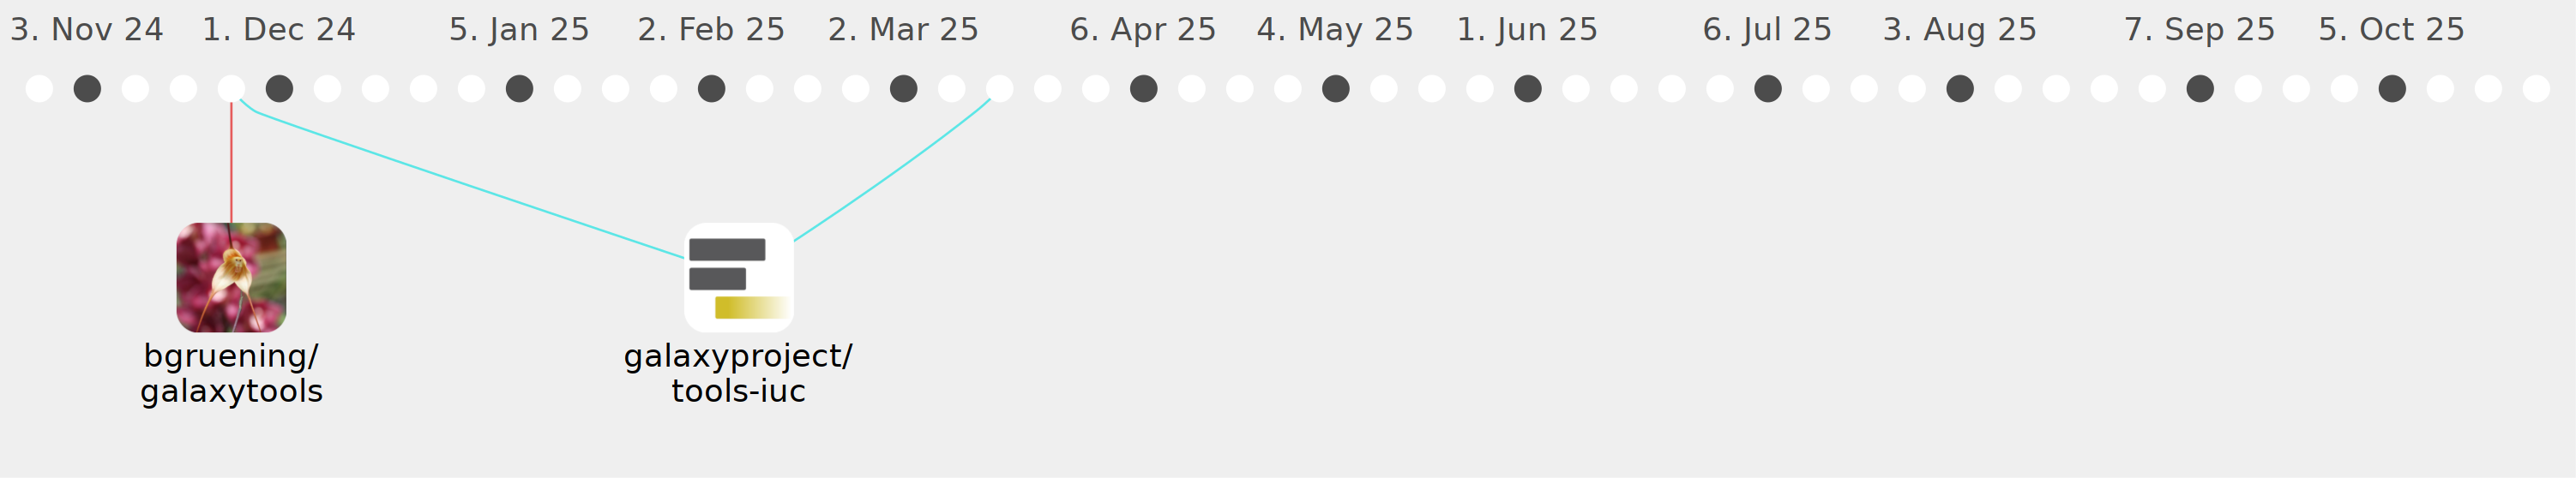 3. Nov 24 1. Dec 24 5. Jan 25 2. Feb 25 2. Mar 25 6. Apr 25 4. May 25 1. Jun 25 6. Jul 25 3. Aug 25 7. Sep 25 5. Oct 25
bgruening/
galaxytools
galaxyproject/
tools-iuc